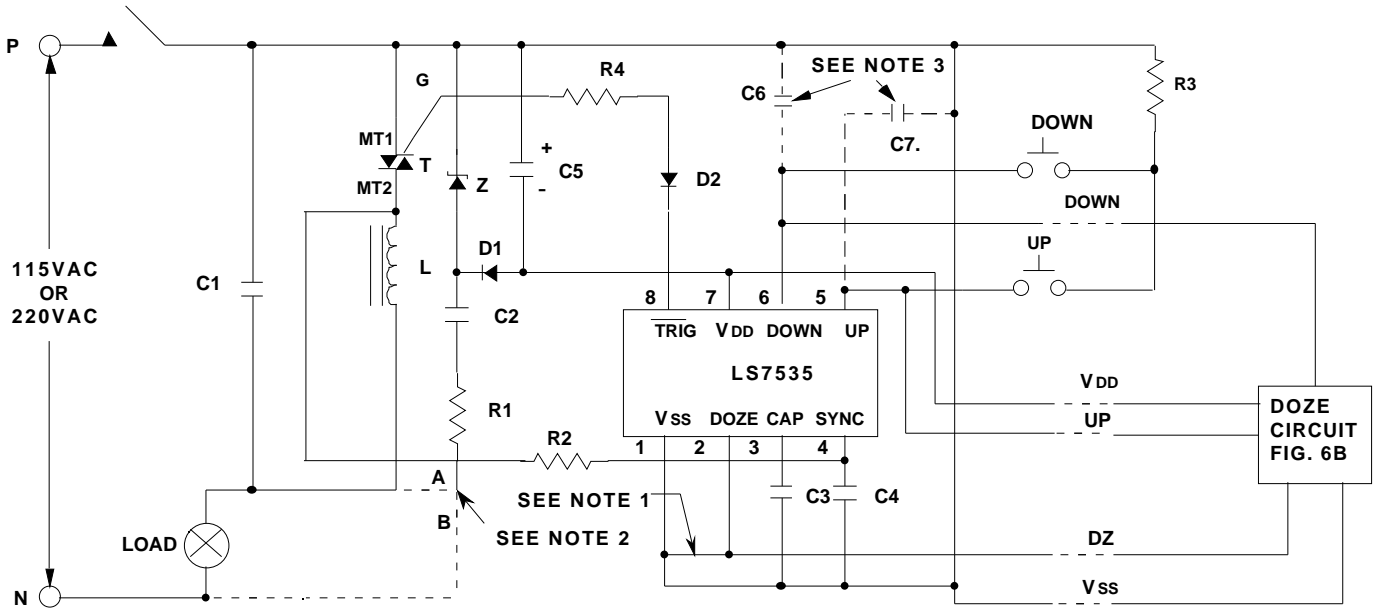 P
SEE NOTE 3
R4
G
C6
R3
MT1
T
C7.
DOWN
MT2
Z
+
C5
-
D2
DOWN
115VAC
OR
220VAC
C1
L
D1
UP
C2
8 7 6 5
TRIG VDD DOWN UP
LS7535
VSS DOZE CAP SYNC
1 2 3 4
R1
R2
VDD
UP
DOZE
CIRCUIT
FIG. 6B
A
B
SEE NOTE 1
C3
C4
SEE NOTE 2
LOAD
DZ
VSS
N